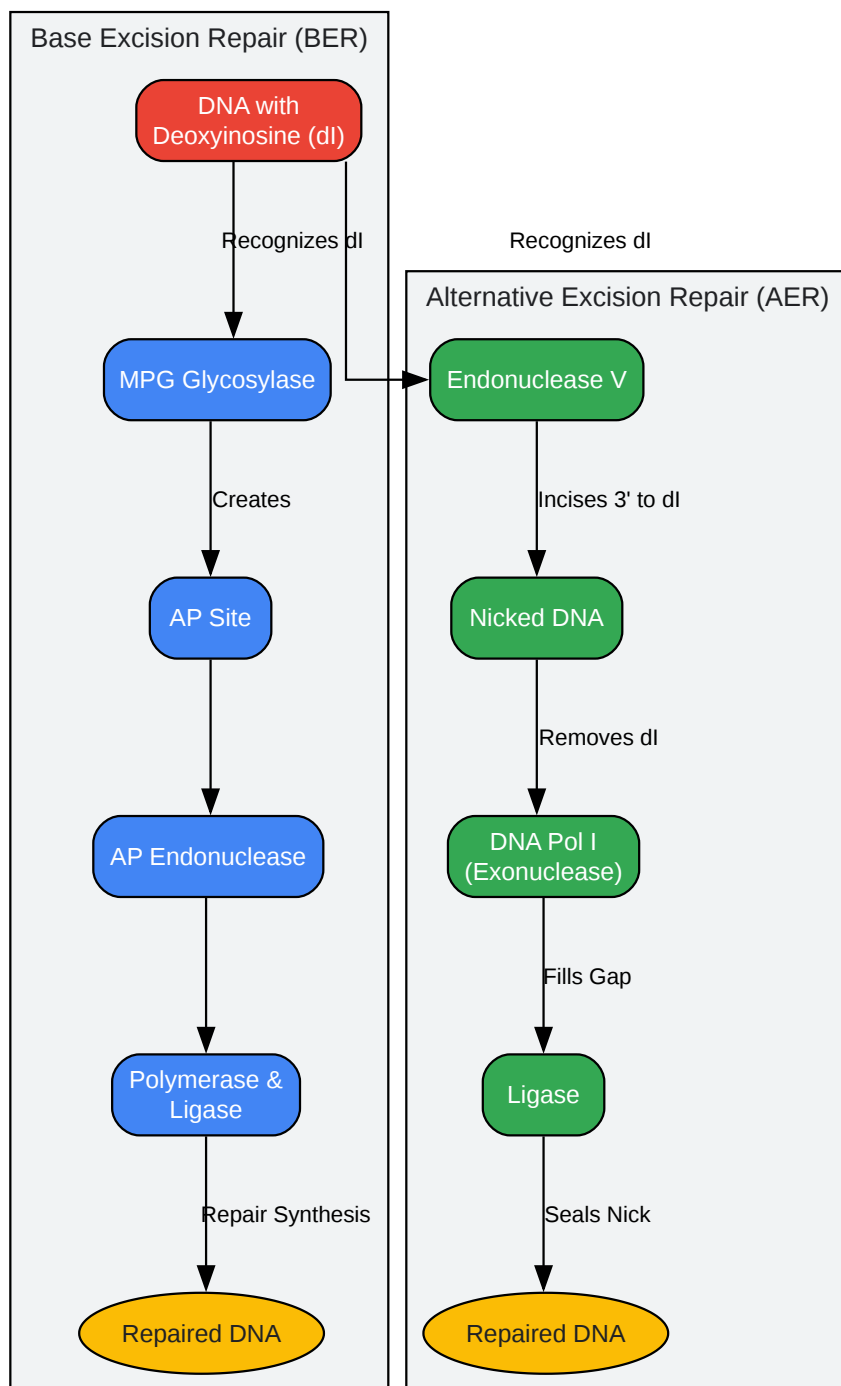 Base Excision Repair (BER)
DNA with
Deoxyinosine (dI)
Recognizes dI
MPG Glycosylase
Creates
AP Site
AP Endonuclease
Polymerase &
Ligase
Repair Synthesis
Repaired DNA
Recognizes dI
Alternative Excision Repair (AER)
Endonuclease V
Incises 3' to dI
Nicked DNA
Removes dI
DNA Pol I
(Exonuclease)
Fills Gap
Ligase
Seals Nick
Repaired DNA